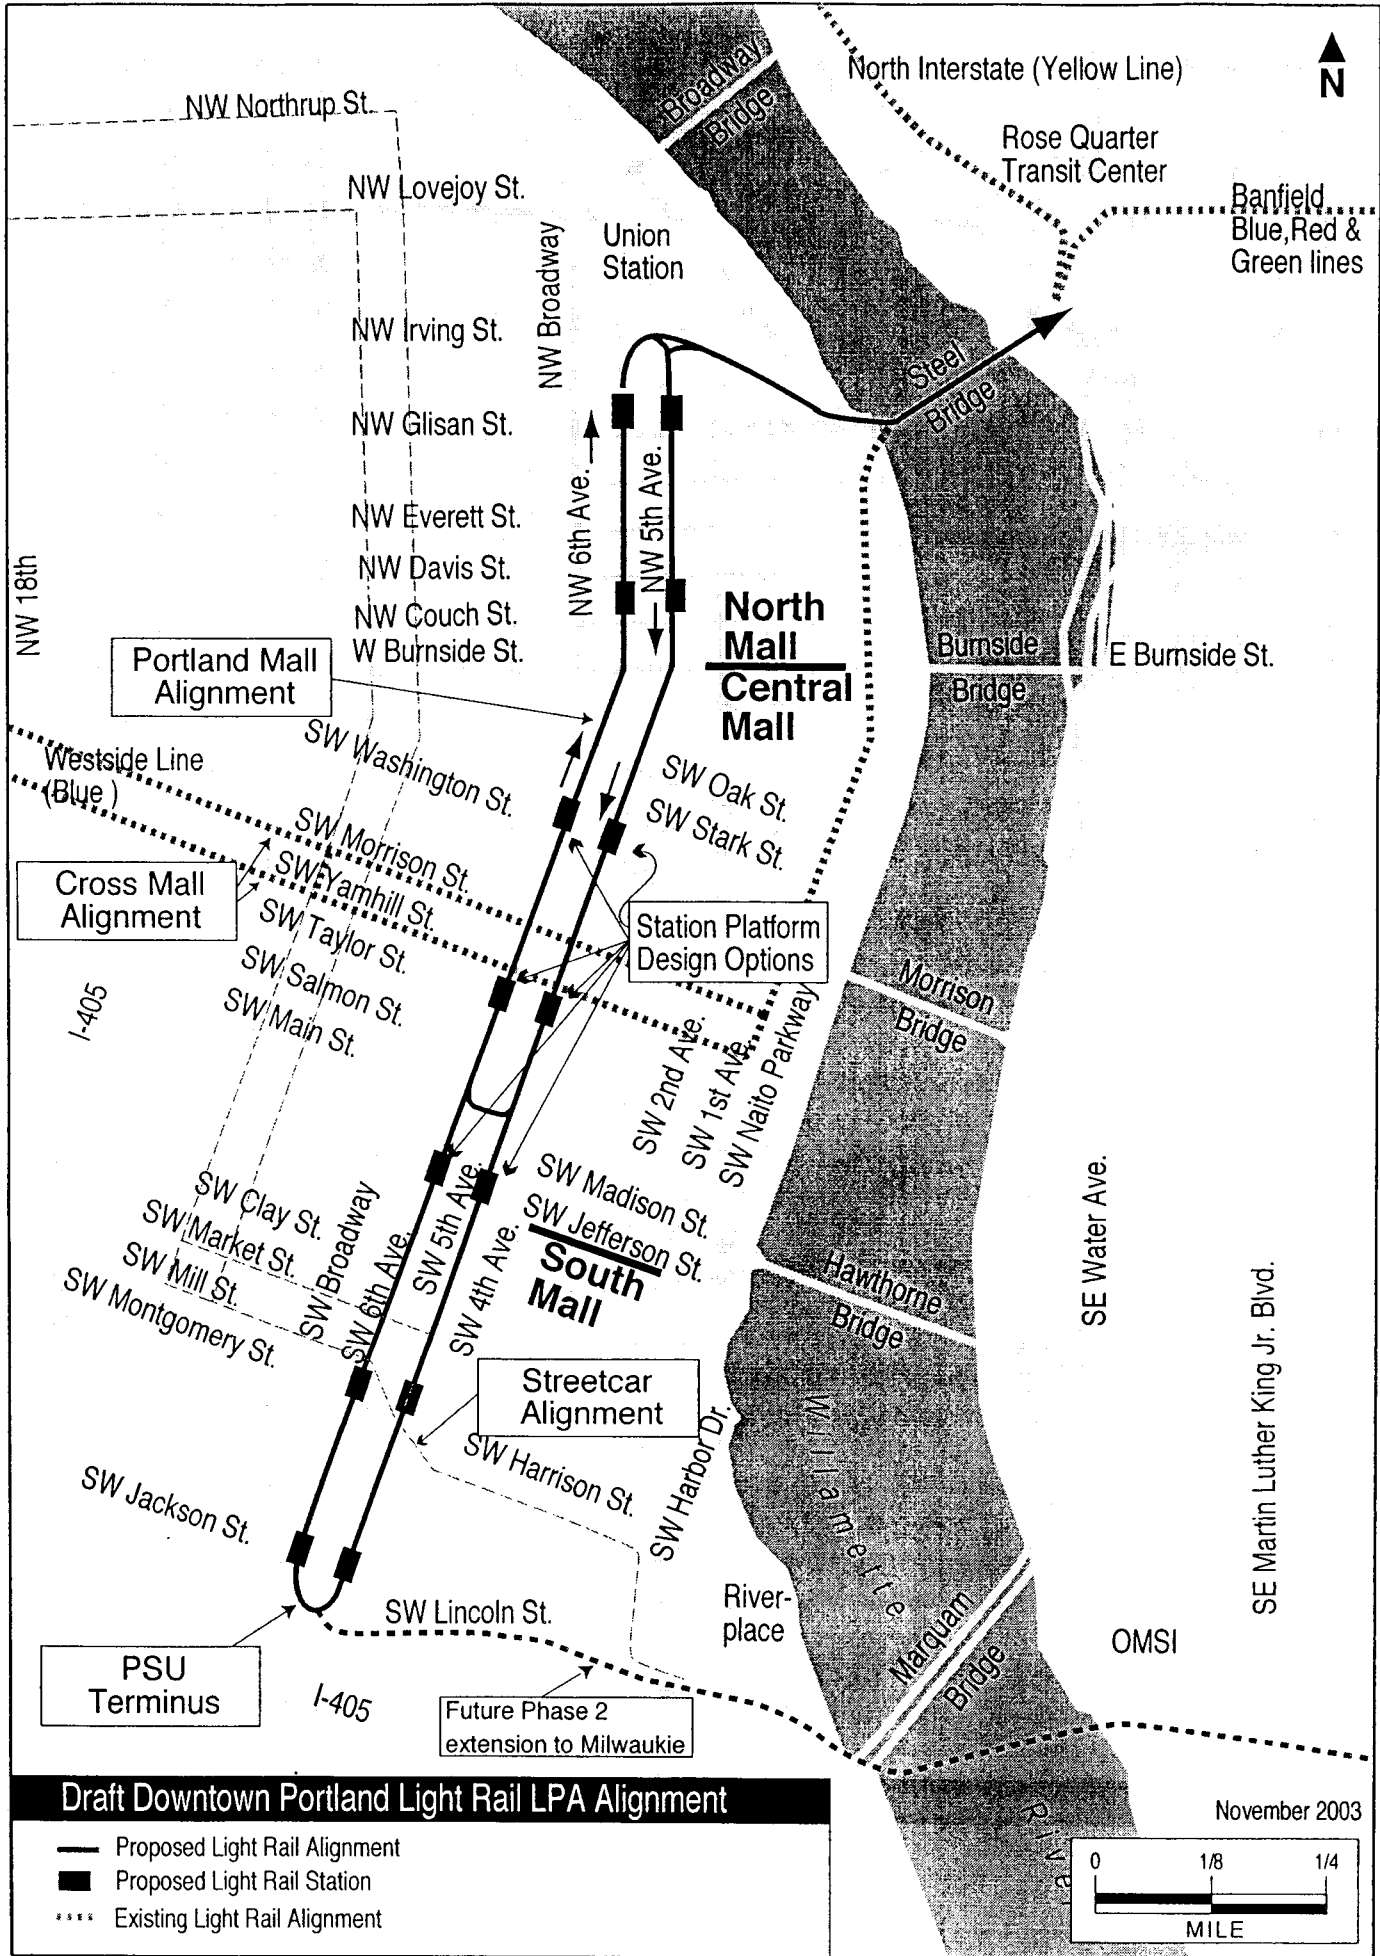 North Interstate (Yellow Line)
N
Broadway
Bridge
NW Northrup St.
Rose Quarter
Transit Center
NW Lovejoy St.
Banfield
Blue,Red &
Green lines
NW Broadway
Union
Station
NW Irving St.
Steel
Bridge
NW Glisan St.
NW 6th Ave.
NW 5th Ave.
NW Everett St.
NW 18th
NW Davis St.
NW Couch St.
W Burnside St.
North
Mall
Central
Mall
Burnside
Bridge
E Burnside St.
Portland Mall
Alignment
SW Washington St.
Westside Line
(Blue )
SW Oak St.
SW Stark St.
SW Morrison St.
SW Yamhill St.
Cross Mall
Alignment
SW Taylor St.
SW Salmon St.
SW Main St.
Station Platform
Design Options
I-405
Morrison
Bridge
SW 2nd Ave.
SW 1st Ave.
SW Naito Parkway
SW Madison St.
SW Jefferson St.
South
Mall
SW Clay St.
SW Market St.
SW Mill St.
SW Montgomery St.
SW Broadway
SW 6th Ave.
SW 5th Ave.
SW 4th Ave.
Hawthorne
Bridge
SE Water Ave.
SE Martin Luther King Jr. Blvd.
Streetcar
Alignment
SW Harrison St.
SW Harbor Dr.
Willamette
River
SW Jackson St.
River-
place
Marquam
Bridge
OMSI
SW Lincoln St.
PSU
Terminus
I-405
Future Phase 2
extension to Milwaukie
Draft Downtown Portland Light Rail LPA Alignment
Proposed Light Rail Alignment
Proposed Light Rail Station
Existing Light Rail Alignment
November 2003
0 1/8 1/4
MILE